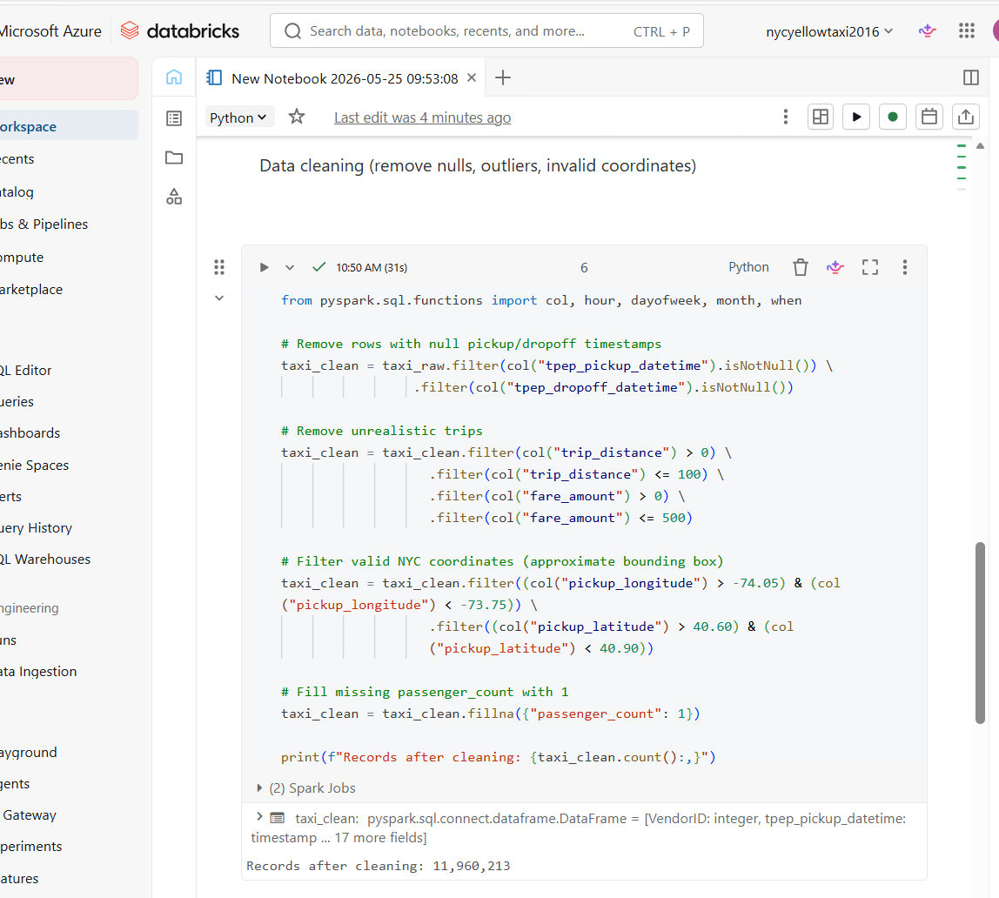 Microsoft Azure
databricks
Search data, notebooks, recents, and more...
CTRL + P
nycyellowtaxi2016
ew
orkspace
ecents
atalog
bs & Pipelines
ompute
arketplace
QL Editor
ueries
ashboards
enie Spaces
erts
uery History
QL Warehouses
ngineering
uns
ata Ingestion
ayground
gents
Gateway
periments
atures
New Notebook 2026-05-25 09:53:08
Python
Last edit was 4 minutes ago
Data cleaning (remove nulls, outliers, invalid coordinates)
10:50 AM (31s)
6
Python
from pyspark.sql.functions import col, hour, dayofweek, month, when
# Remove rows with null pickup/dropoff timestamps
taxi_clean = taxi_raw.filter(col("tpep_pickup_datetime").isNotNull()) \
.filter(col("tpep_dropoff_datetime").isNotNull())
# Remove unrealistic trips
taxi_clean = taxi_clean.filter(col("trip_distance") > 0) \
.filter(col("trip_distance") <= 100) \
.filter(col("fare_amount") > 0) \
.filter(col("fare_amount") <= 500)
# Filter valid NYC coordinates (approximate bounding box)
taxi_clean = taxi_clean.filter((col("pickup_longitude") > -74.05) & (col
("pickup_longitude") < -73.75)) \
.filter((col("pickup_latitude") > 40.60) & (col
("pickup_latitude") < 40.90))
# Fill missing passenger_count with 1
taxi_clean = taxi_clean.fillna({"passenger_count": 1})
print(f"Records after cleaning: {taxi_clean.count():,}")
(2) Spark Jobs
taxi_clean: pyspark.sql.connect.dataframe.DataFrame = [VendorID: integer, tpep_pickup_datetime:
timestamp ... 17 more fields]
Records after cleaning: 11,960,213